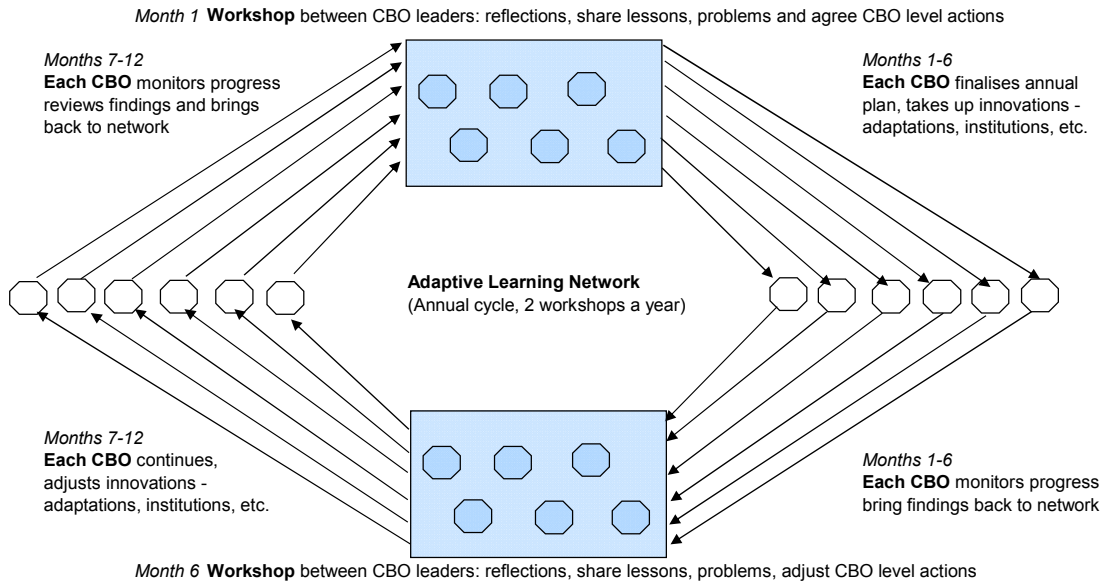 Month 1 Workshop between CBO leaders: reflections, share lessons, problems and agree CBO level actions
Months 7-12
Each CBO monitors progress
reviews findings and brings
back to network
Months 1-6
Each CBO finalises annual
plan, takes up innovations -
adaptations, institutions, etc.
Adaptive Learning Network
(Annual cycle, 2 workshops a year)
Months 7-12
Each CBO continues,
adjusts innovations -
adaptations, institutions, etc.
Months 1-6
Each CBO monitors progress
bring findings back to network
Month 6 Workshop between CBO leaders: reflections, share lessons, problems, adjust CBO level actions